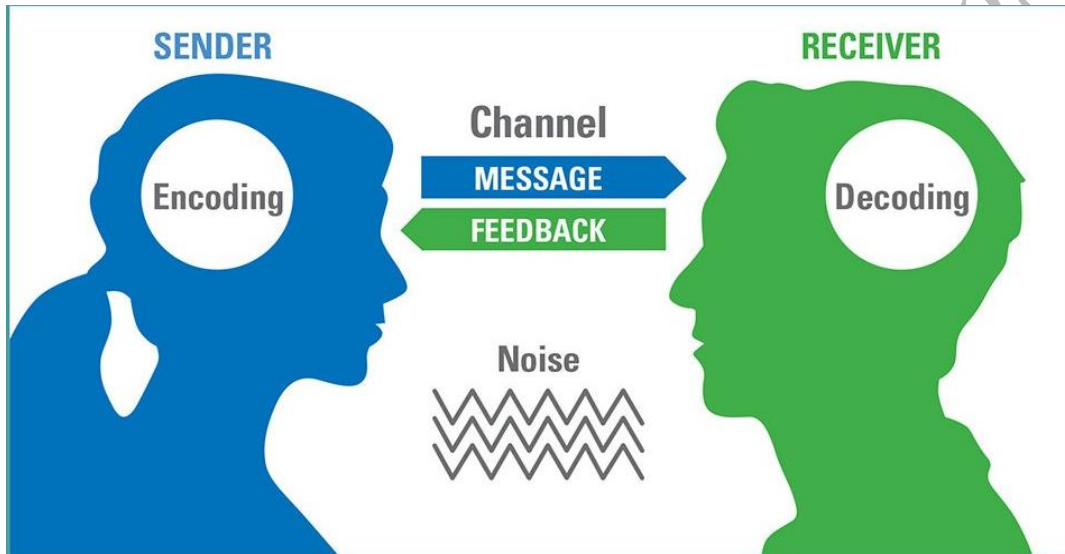 SENDER
RECEIVER
Channel
MESSAGE
FEEDBACK
Encoding
Decoding
Noise